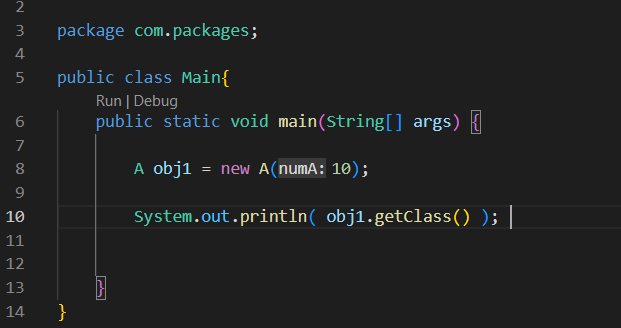 2
3 package com.packages;
4
5 public class Main{
Run | Debug
6 public static void main(String[] args) {
7
8 A obj1 = new A(numA: 10);
9
10 System.out.println( obj1.getClass() );
11
12
13 }
14 }